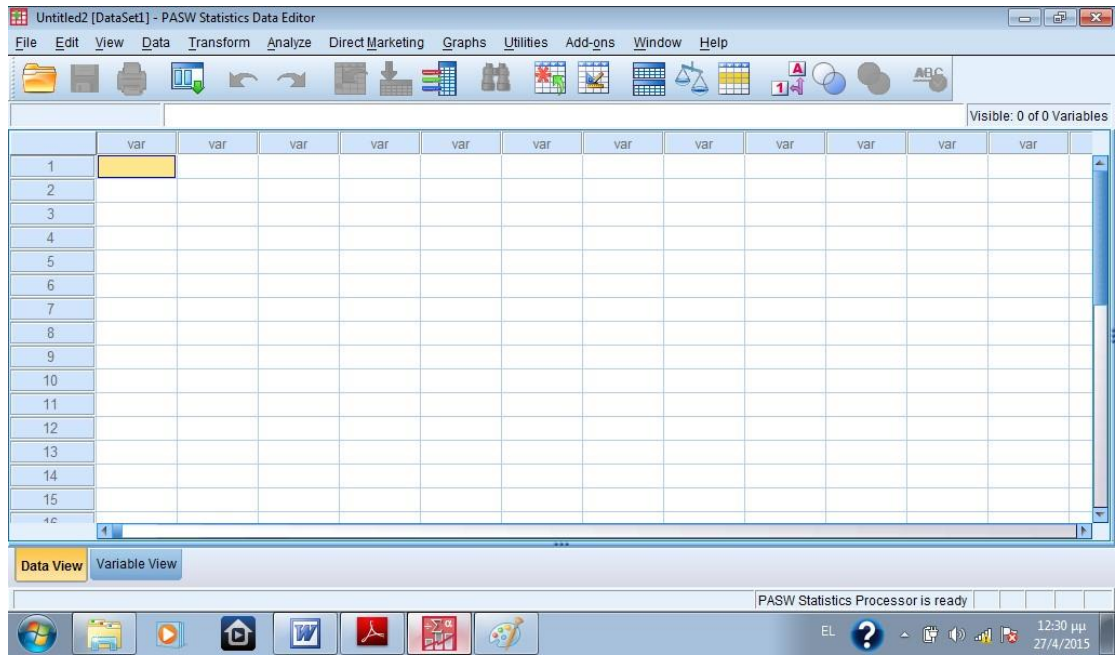 Untitled2 [DataSet1] - PASW Statistics Data Editor
File Edit View Data Transform Analyze Direct Marketing Graphs Utilities Add-ons Window Help
A
1
ABC
Visible: 0 of 0 Variables
var var var var var var var var var var var var
1
2
3
4
5
6
7
8
9
10
11
12
13
14
15
16
Data View Variable View
PASW Statistics Processor is ready
EL 12:30 μμ
27/4/2015